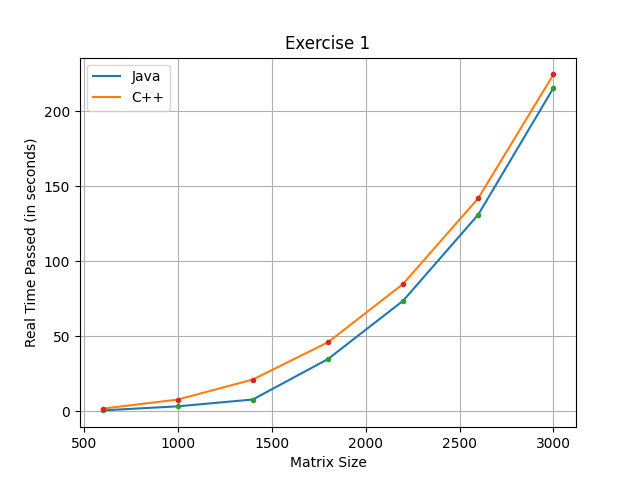 Exercise 1
Java
C++
Real Time Passed (in seconds)
200
150
100
50
0
500 1000 1500 2000 2500 3000
Matrix Size